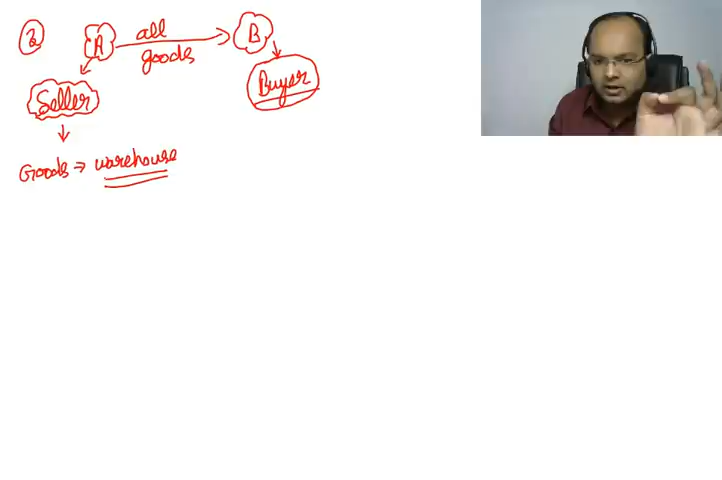 2
A all B
goods
Seller
Buyer
Goods → warehouse